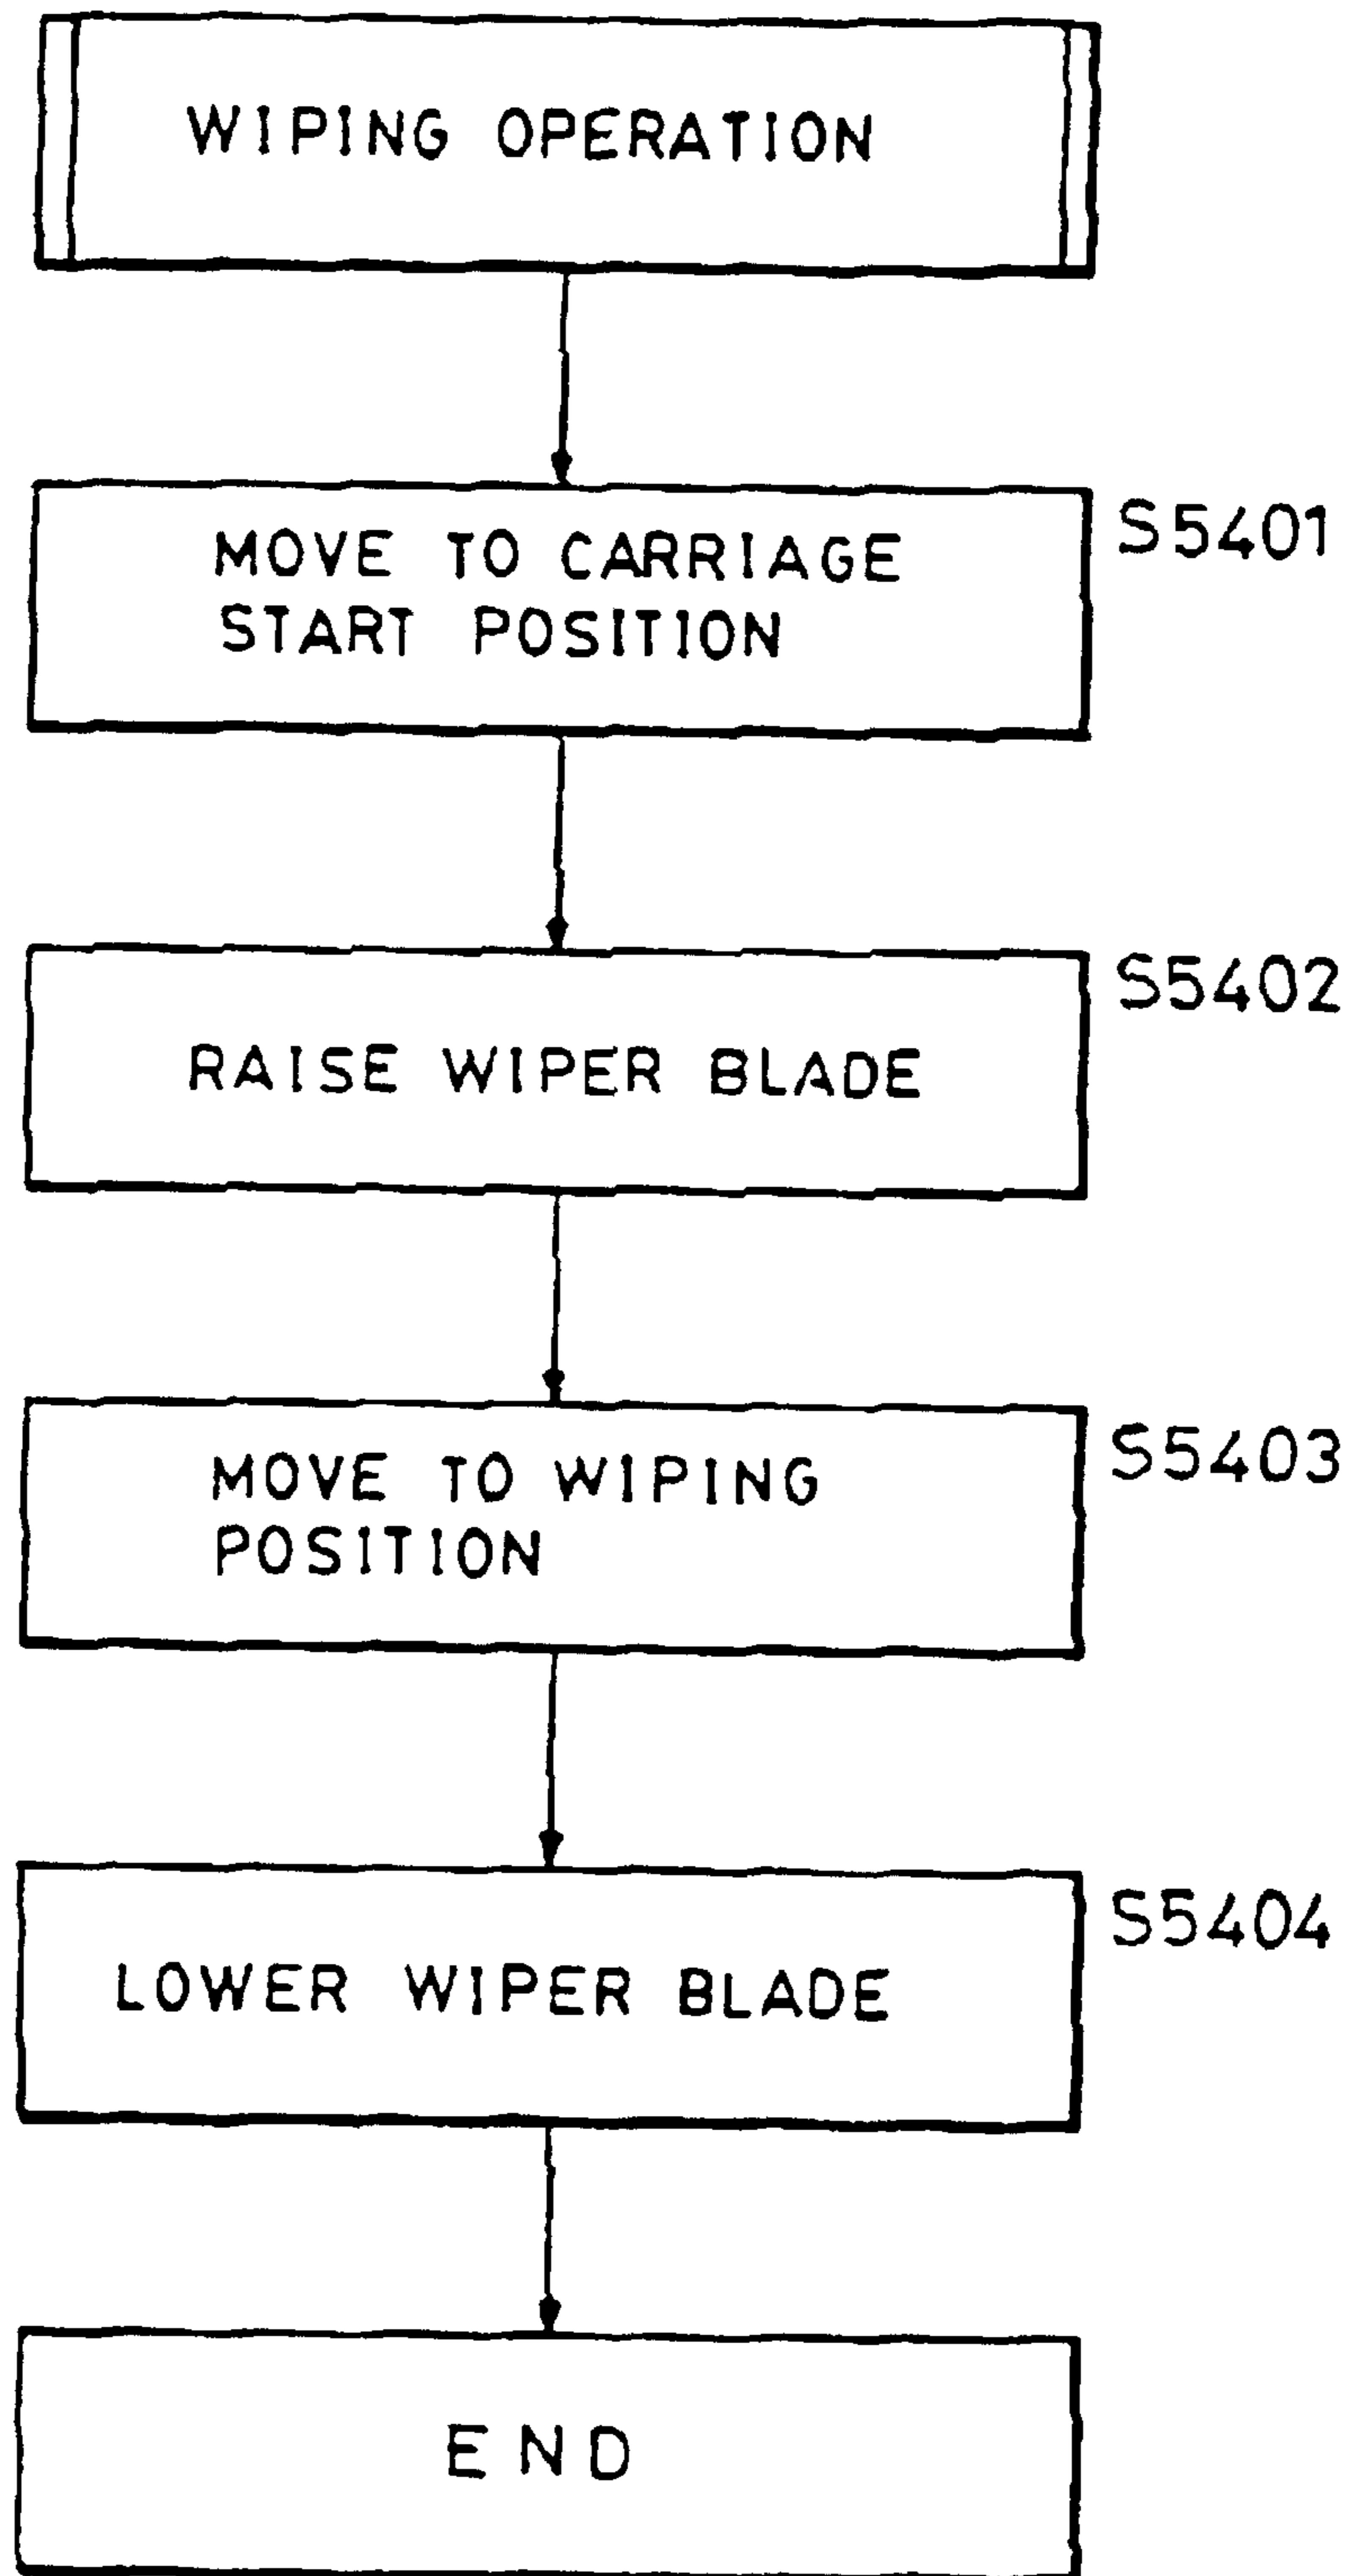 WIPING OPERATION
MOVE TO CARRIAGE
START POSITION
S5401
RAISE WIPER BLADE
S5402
MOVE TO WIPING
POSITION
S5403
LOWER WIPER BLADE
S5404
END